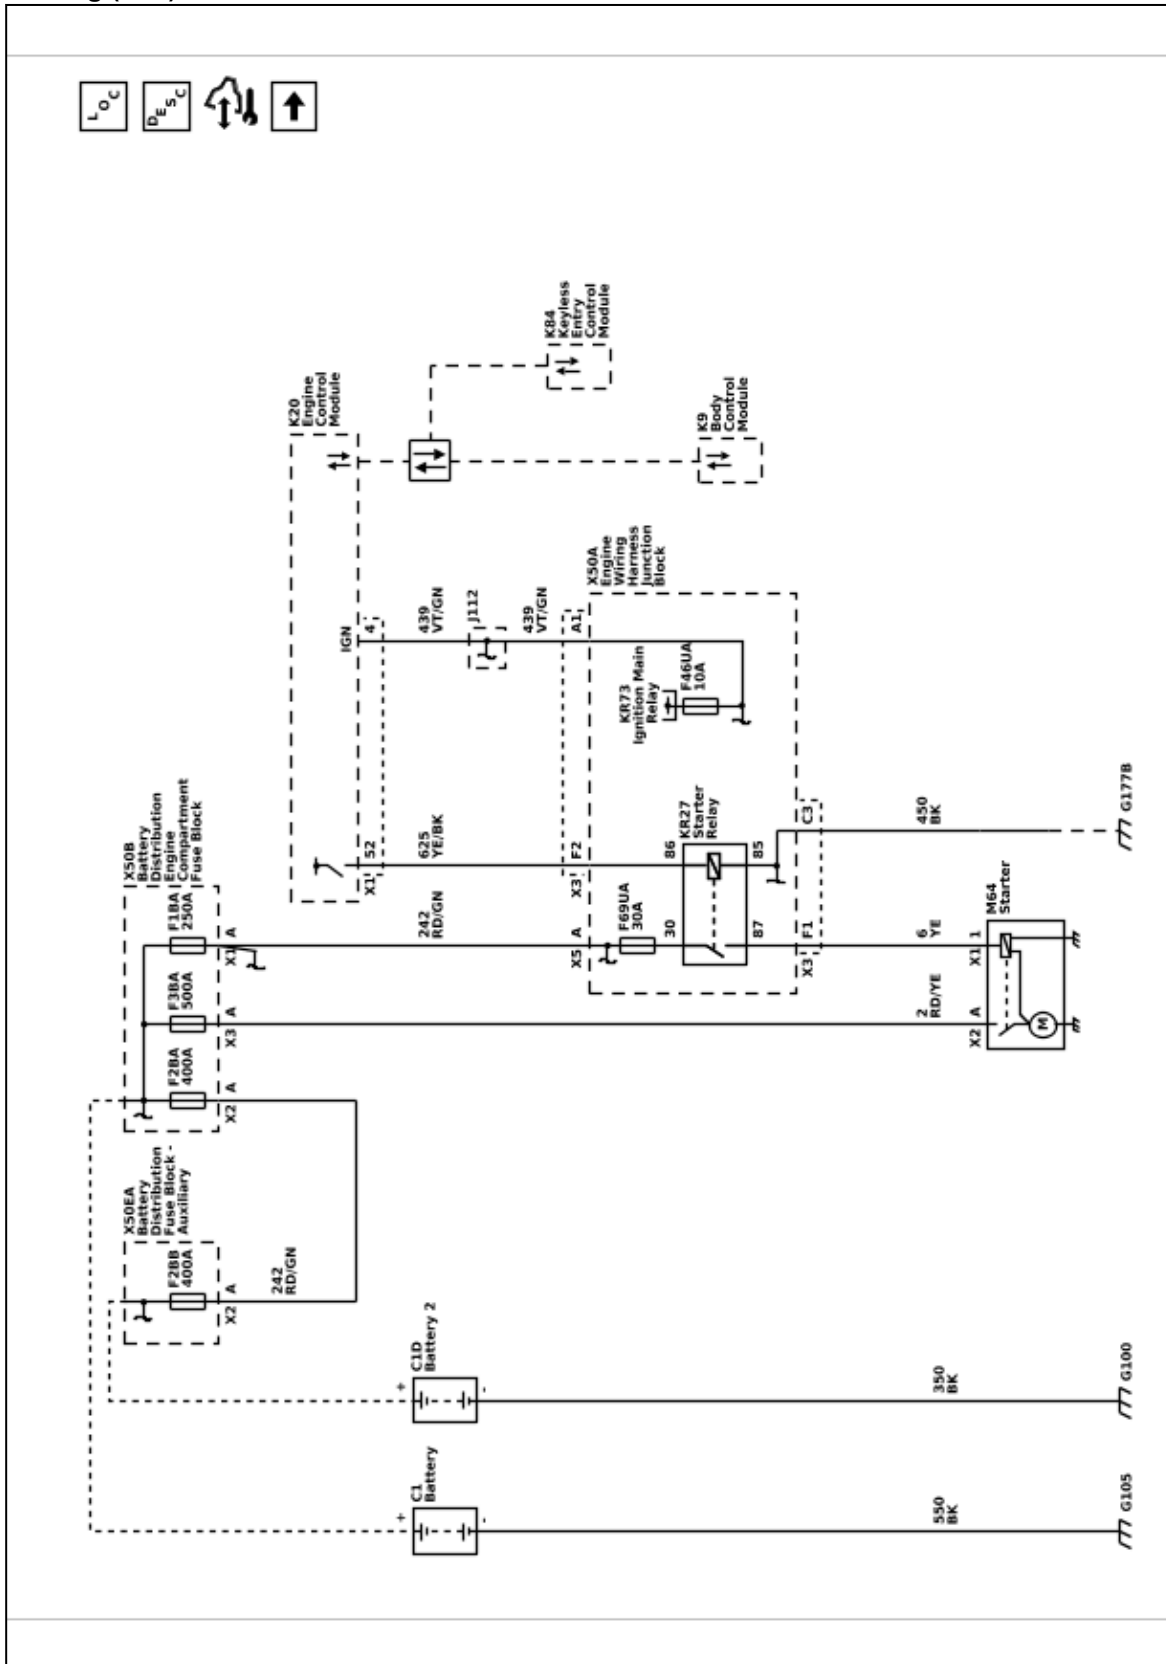 LOC
DESC
K84
Keyless
Entry
Control
Module
K20
Engine
Control
Module
K9
Body
Control
Module
X50A
Engine
Wiring
Harness
Junction
Block
IGN
4
439
VT/GN
J112
439
VT/GN
A1
KR73
Ignition Main
Relay
F46UA
10A
X50B
Battery
Distribution
Engine
Compartment
Fuse Block
F1BA
250A
X1 A
F3BA
500A
X3 A
F2BA
400A
X2 A
X1 52
625
YE/BK
X3 F2
86
KR27
Starter
Relay
85
C3
450
BK
G177B
242
RD/GN
X5 A
F69UA
30A
30
87
X3 F1
6
YE
X1 1
M64
Starter
2
RD/YE
X2 A
M
X50EA
Battery
Distribution
Fuse Block -
Auxiliary
F2BB
400A
X2 A
242
RD/GN
C1D
Battery 2
+
-
350
BK
G100
C1
Battery
+
-
550
BK
G105